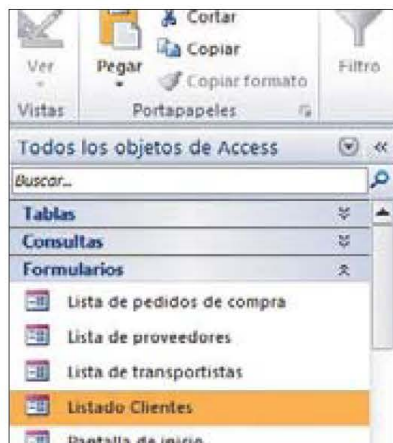 Cortar
Copiar
Ver
Pegar
Copiar formato
Filtro
Vistas
Portapapeles
Todos los objetos de Access
Buscar...
Tablas
Consultas
Formularios
Lista de pedidos de compra
Lista de proveedores
Lista de transportistas
Listado Clientes
Pantalla de inicio